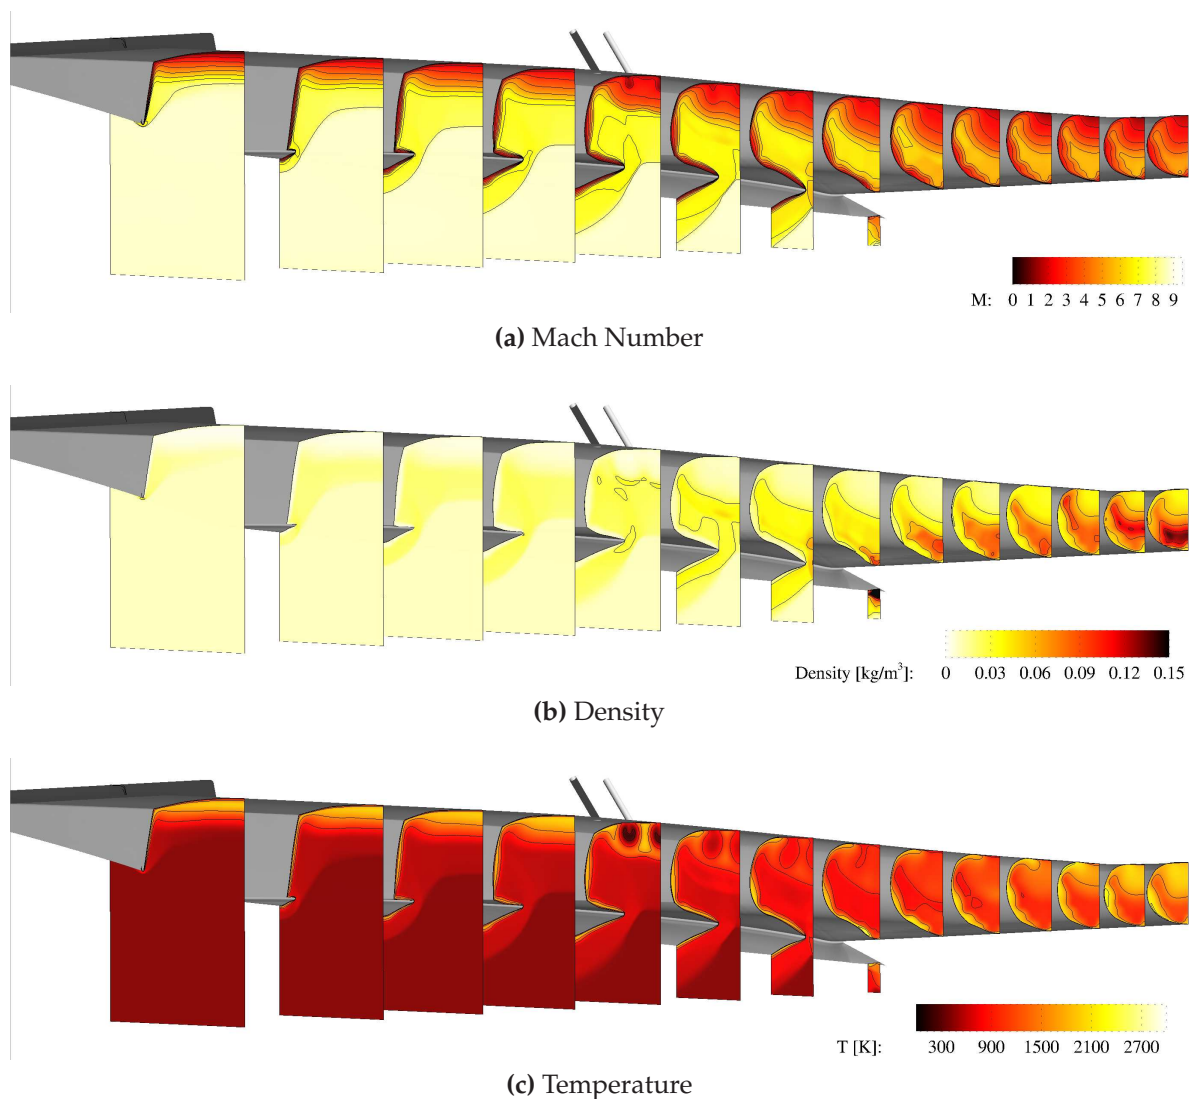 M: 0 1 2 3 4 5 6 7 8 9
(a) Mach Number
Density [kg/m³]: 0 0.03 0.06 0.09 0.12 0.15
(b) Density
T [K]: 300 900 1500 2100 2700
(c) Temperature